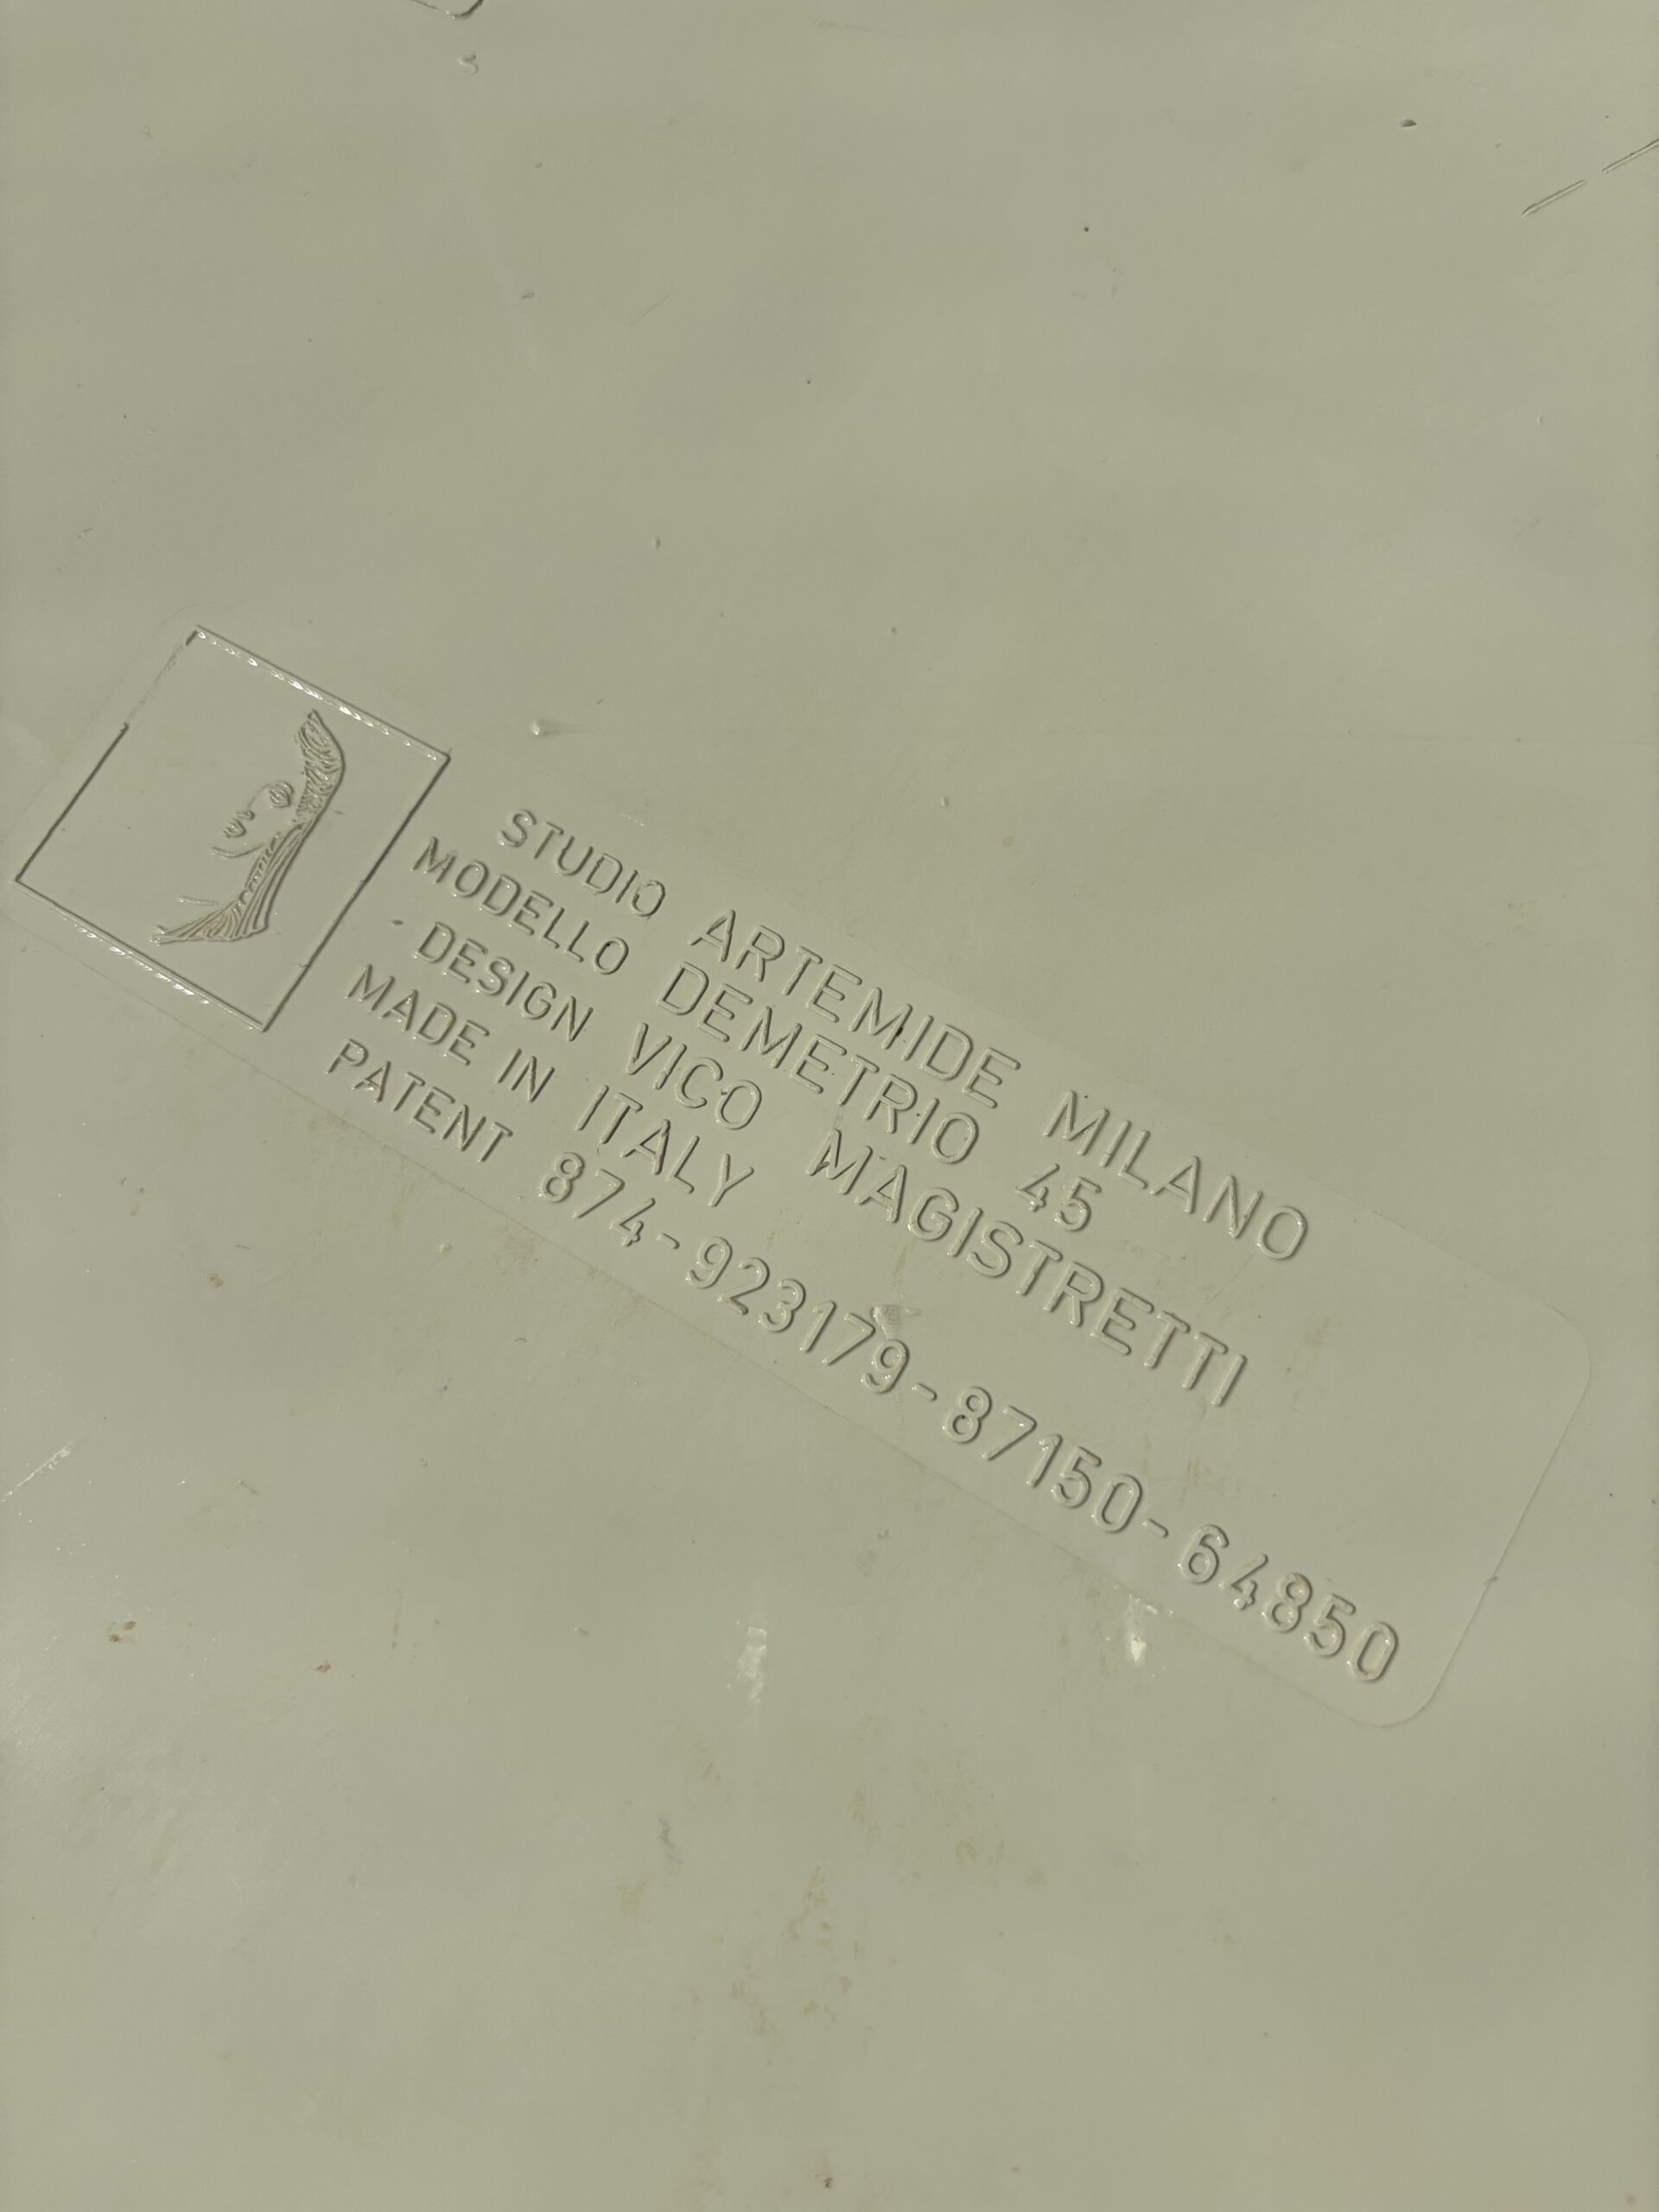 STUDIO ARTEMIDE MILANO
MODELLO DEMETRIO 45
DESIGN VICO MAGISTRETTI
MADE IN ITALY
PATENT 874-923179-87150-64850